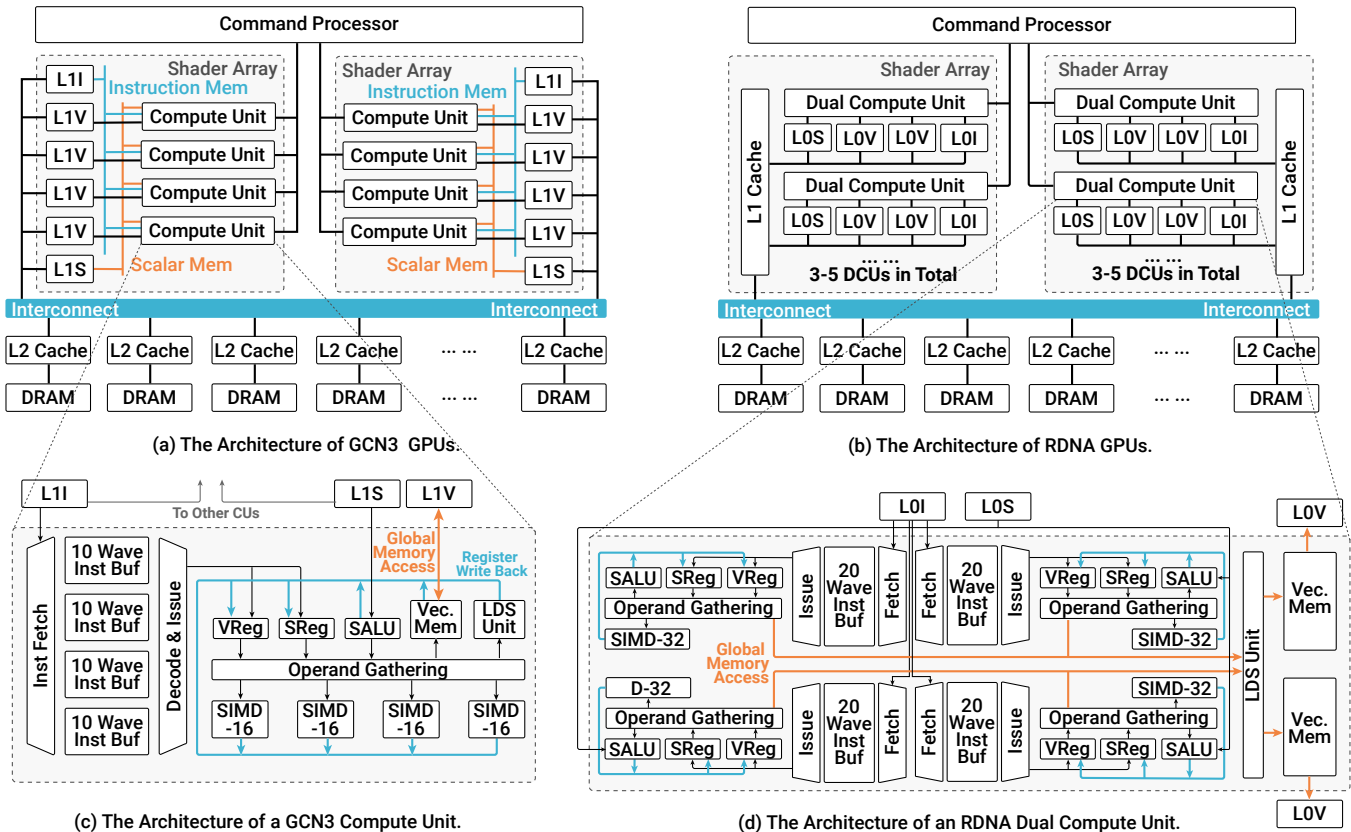 Command Processor
Shader Array
Shader Array
L1I
Instruction Mem
Instruction Mem
L1I
L1V
Compute Unit
Compute Unit
L1V
L1V
Compute Unit
Compute Unit
L1V
L1V
Compute Unit
Compute Unit
L1V
L1V
Compute Unit
Compute Unit
L1V
L1S
Scalar Mem
Scalar Mem
L1S
Interconnect
Interconnect
L2 Cache
L2 Cache
L2 Cache
L2 Cache
... ...
L2 Cache
DRAM
DRAM
DRAM
DRAM
... ...
DRAM
(a) The Architecture of GCN3 GPUs.
Command Processor
Shader Array
Shader Array
L1 Cache
Dual Compute Unit
L0S
L0V
L0V
L0I
Dual Compute Unit
L0S
L0V
L0V
L0I
... ...
3-5 DCUs in Total
Dual Compute Unit
L0S
L0V
L0V
L0I
Dual Compute Unit
L0S
L0V
L0V
L0I
... ...
3-5 DCUs in Total
L1 Cache
Interconnect
Interconnect
L2 Cache
L2 Cache
L2 Cache
L2 Cache
... ...
L2 Cache
DRAM
DRAM
DRAM
DRAM
... ...
DRAM
(b) The Architecture of RDNA GPUs.
L1I
L1S
L1V
To Other CUs
Inst Fetch
10 Wave
Inst Buf
10 Wave
Inst Buf
10 Wave
Inst Buf
10 Wave
Inst Buf
Decode & Issue
Global
Memory
Access
Register
Write Back
VReg
SReg
SALU
Vec.
Mem
LDS
Unit
Operand Gathering
SIMD
-16
SIMD
-16
SIMD
-16
SIMD
-16
(c) The Architecture of a GCN3 Compute Unit.
L0I
L0S
L0V
SALU
SReg
VReg
Operand Gathering
SIMD-32
Issue
20
Wave
Inst
Buf
Fetch
Fetch
20
Wave
Inst
Buf
Issue
VReg
SReg
SALU
Operand Gathering
SIMD-32
Global
Memory
Access
LDS Unit
Vec.
Mem
D-32
Operand Gathering
SALU
SReg
VReg
Issue
20
Wave
Inst
Buf
Fetch
Fetch
20
Wave
Inst
Buf
Issue
SIMD-32
Operand Gathering
VReg
SReg
SALU
Vec.
Mem
L0V
(d) The Architecture of an RDNA Dual Compute Unit.